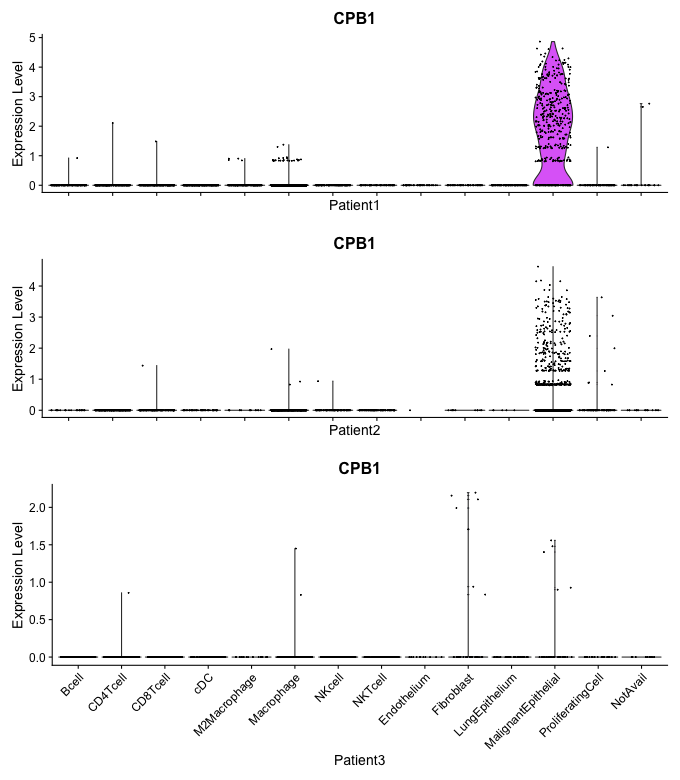 CPB1
Expression Level
5
4
3
2
1
0
Patient1
CPB1
Expression Level
4
3
2
1
0
Patient2
CPB1
Expression Level
2.0
1.5
1.0
0.5
0.0
Bcell
CD4Tcell
CD8Tcell
cDC
M2Macrophage
Macrophage
NKcell
NKTcell
Endothelium
Fibroblast
LungEpithelium
MalignantEpithelial
ProliferatingCell
NotAvail
Patient3